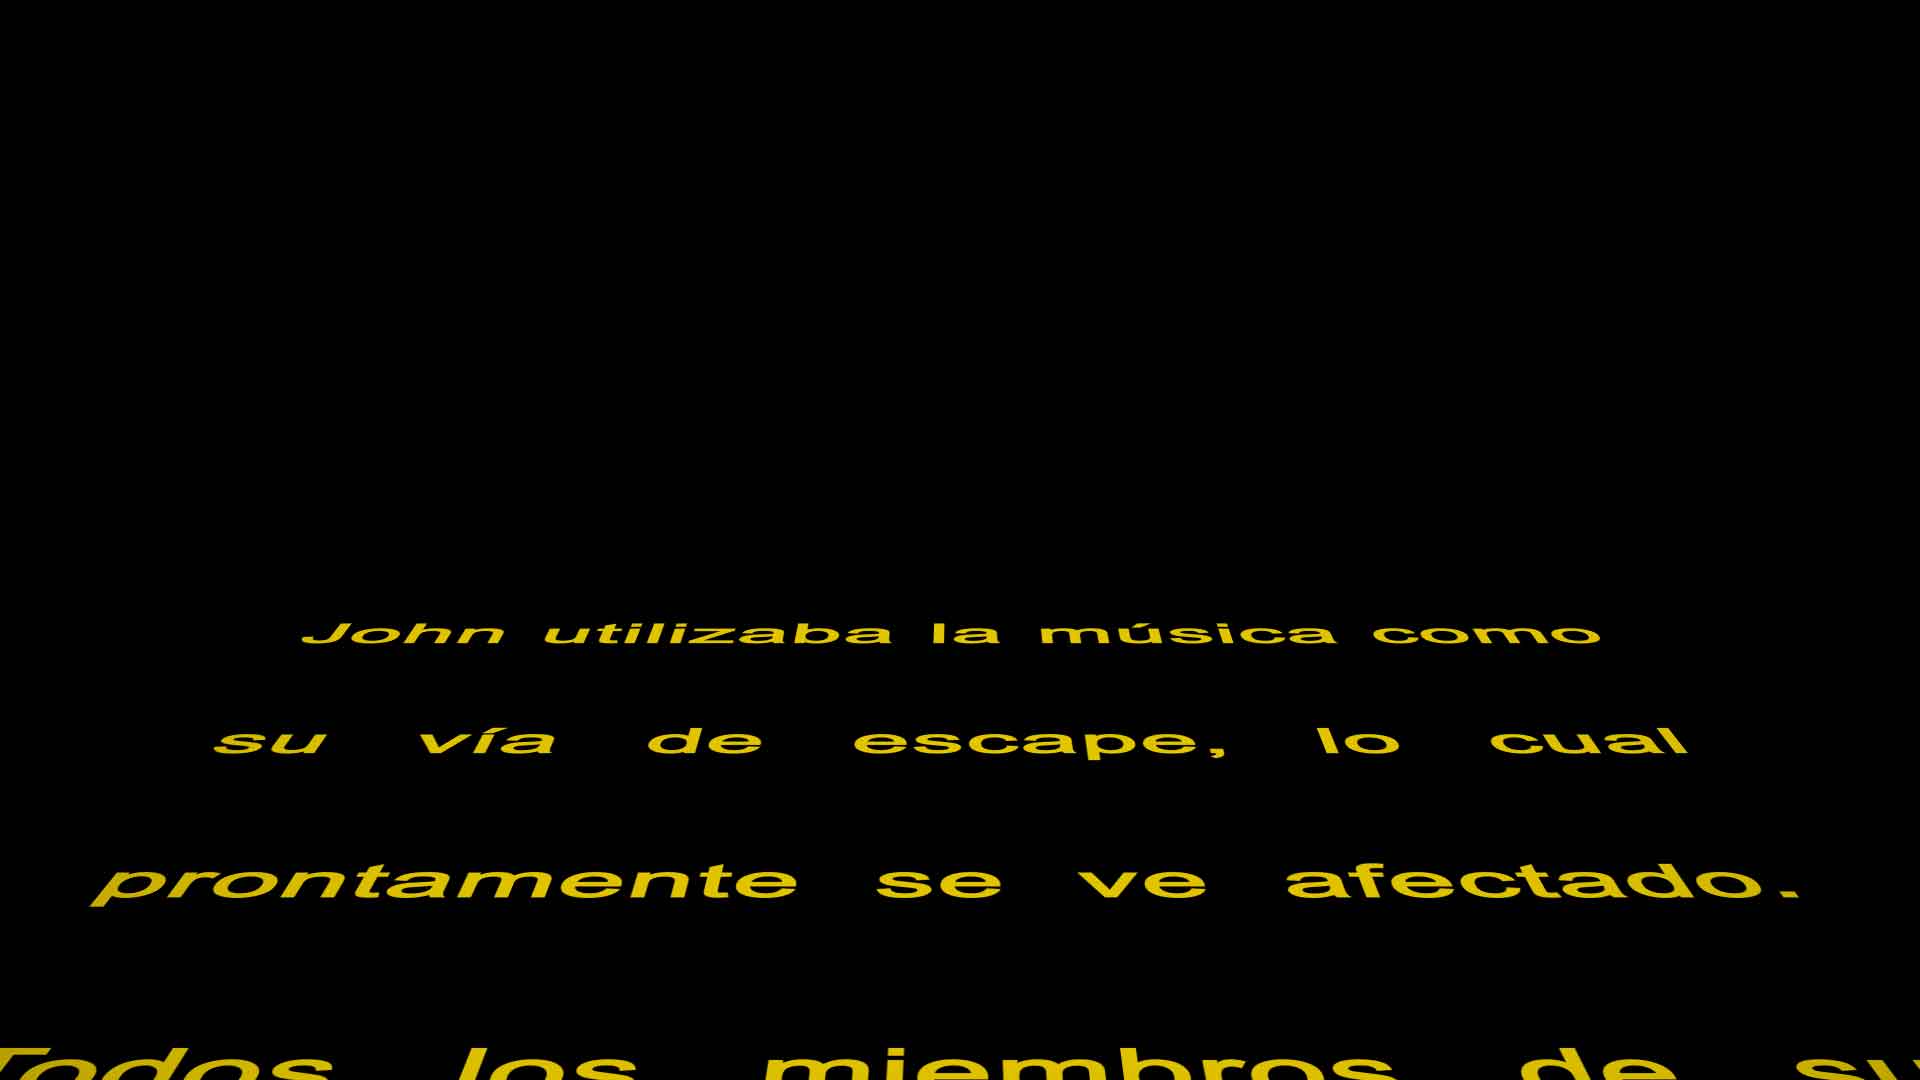 John utilizaba la música como
su vía de escape, lo cual
prontamente se ve afectado.
Todos los miembros de su